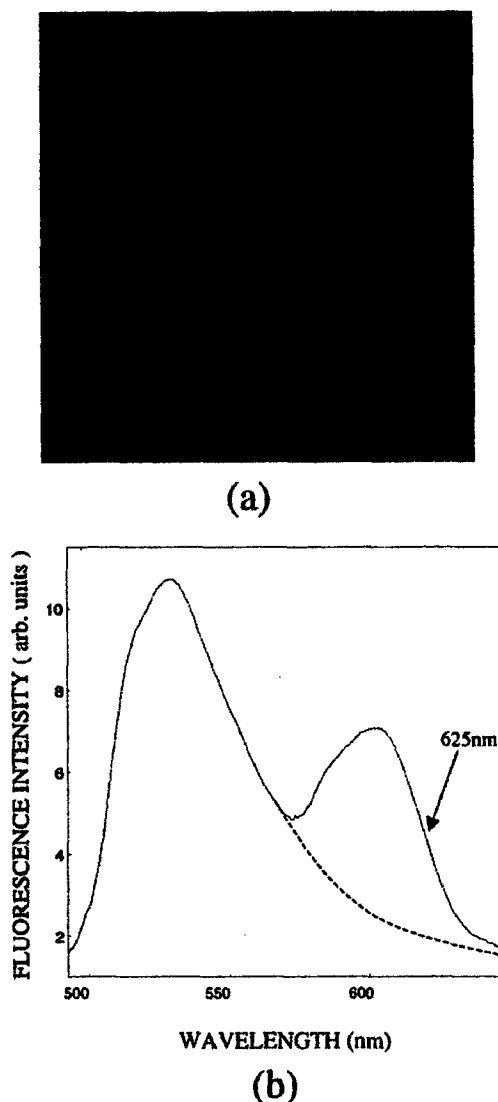 (a)
FLUORESCENCE INTENSITY ( arb. units )
10
8
6
4
2
625nm
500
550
600
WAVELENGTH (nm)
(b)